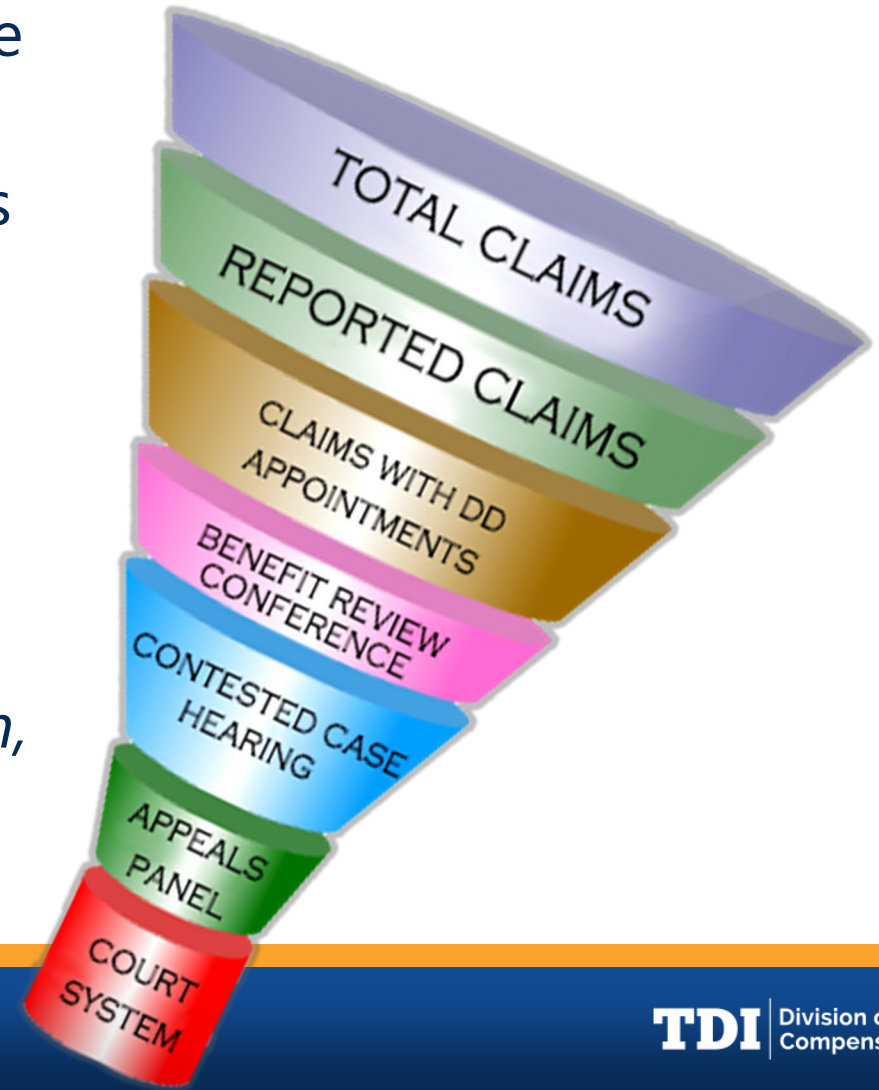 e
s
n,
TOTAL CLAIMS
REPORTED CLAIMS
CLAIMS WITH DD
APPOINTMENTS
BENEFIT REVIEW
CONFERENCE
CONTESTED CASE
HEARING
APPEALS
PANEL
COURT
SYSTEM
TDI
Division o
Compens